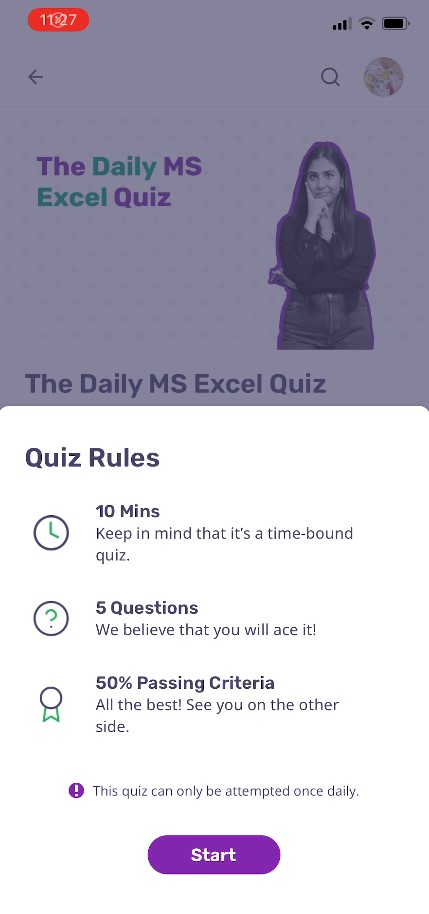 11:27
The Daily MS
Excel Quiz
The Daily MS Excel Quiz
Quiz Rules
10 Mins
Keep in mind that it's a time-bound
quiz.
5 Questions
We believe that you will ace it!
50% Passing Criteria
All the best! See you on the other
side.
This quiz can only be attempted once daily.
Start